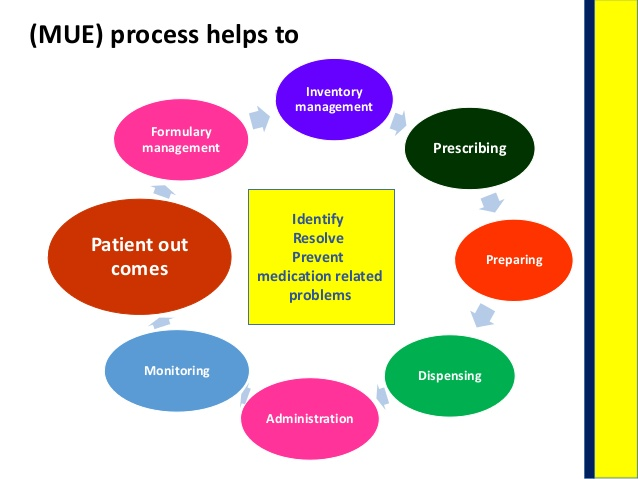 (MUE) process helps to
Inventory
management
Formulary
management
Prescribing
Patient out
comes
Identify
Resolve
Prevent
medication related
problems
Preparing
Monitoring
Dispensing
Administration